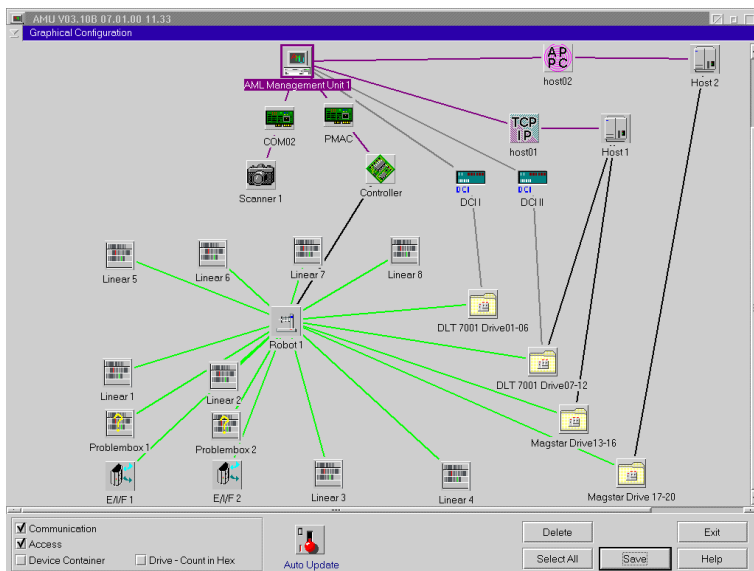 AMU V03.10B 07.01.00 11.33
Graphical Configuration
AP
PC
host02
Host 2
AML Management Unit 1
TCP
IP
host01
Host 1
COM02
PMAC
Scanner 1
Controller
DCI
DCI I
DCI
DCI II
Linear 5
Linear 6
Linear 7
Linear 8
DLT 7001 Drive01-06
Robot 1
DLT 7001 Drive07-12
Linear 1
Linear 2
Problembox 1
Problembox 2
Magstar Drive13-16
E/I/F 1
E/I/F 2
Linear 3
Linear 4
Magstar Drive 17-20
Communication
Access
Device Container
Drive - Count in Hex
Auto Update
Delete
Exit
Select All
Save
Help